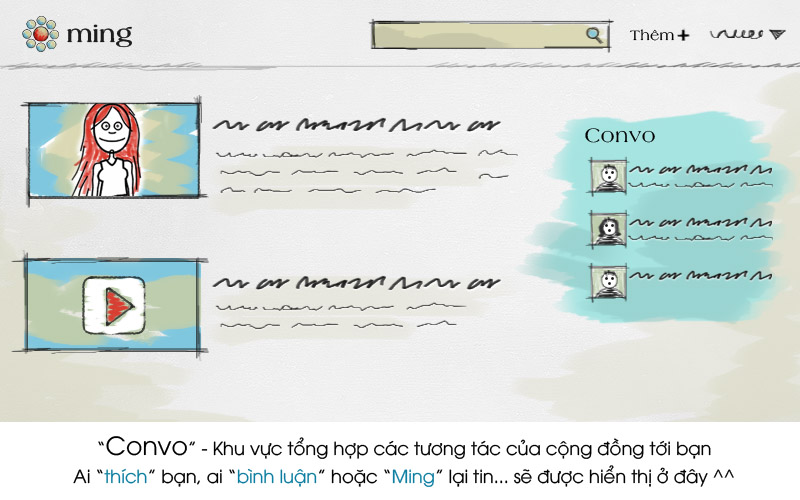 ming
Thêm+
Convo
“Convo” - Khu vực tổng hợp các tương tác của cộng đồng tới bạn
Ai “thích” bạn, ai “bình luận” hoặc “Ming” lại tin... sẽ được hiển thị ở đây ^^